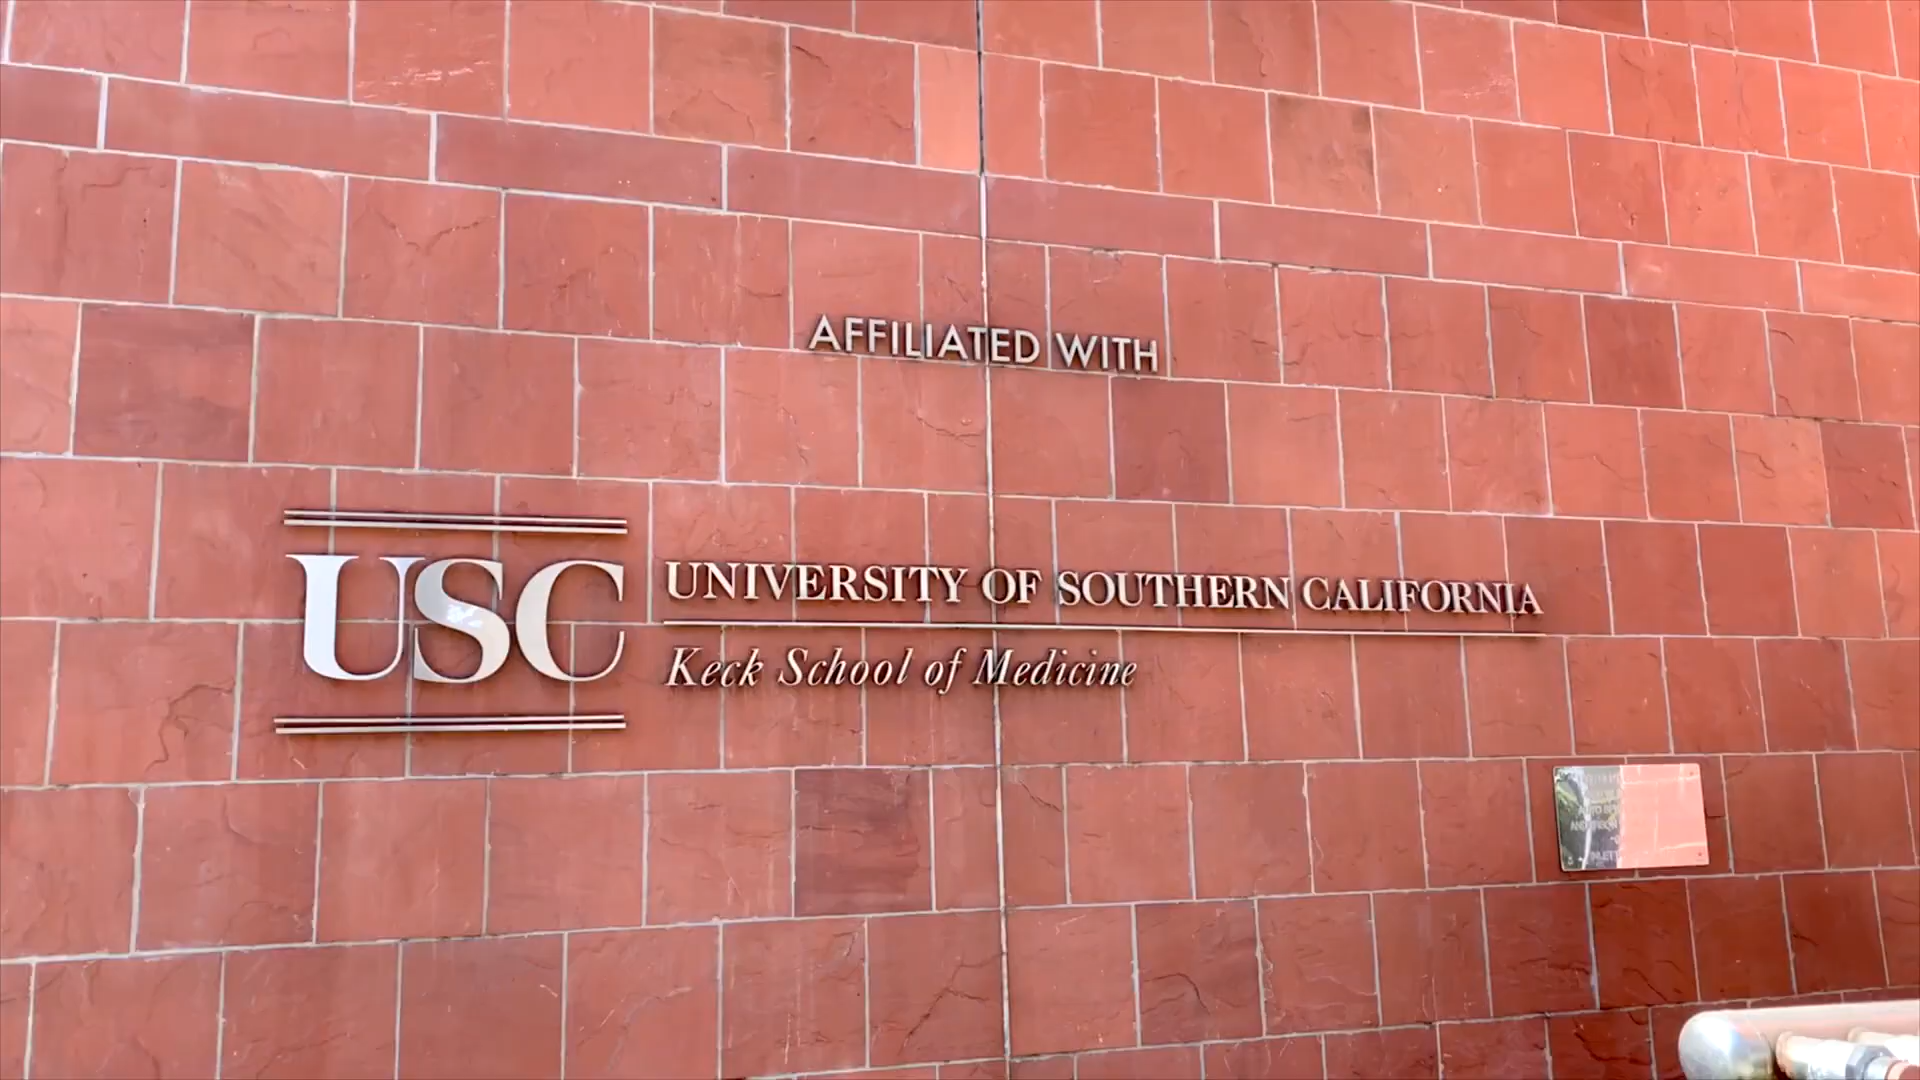 AFFILIATED WITH
USC
UNIVERSITY OF SOUTHERN CALIFORNIA
Keck School of Medicine